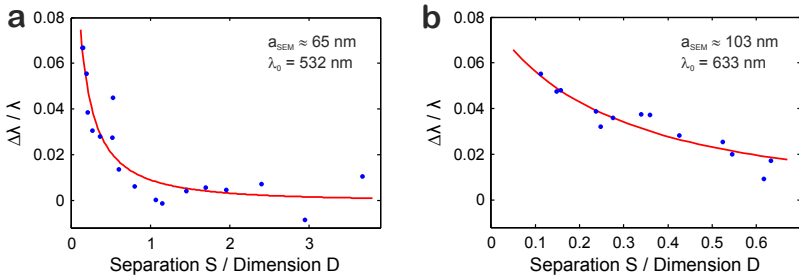 a
a_SEM ≈ 65 nm
λ₀ = 532 nm
Δλ / λ
0.08
0.06
0.04
0.02
0
0 1 2 3
Separation S / Dimension D
b
a_SEM ≈ 103 nm
λ₀ = 633 nm
Δλ / λ
0.08
0.06
0.04
0.02
0
0 0.1 0.2 0.3 0.4 0.5 0.6
Separation S / Dimension D